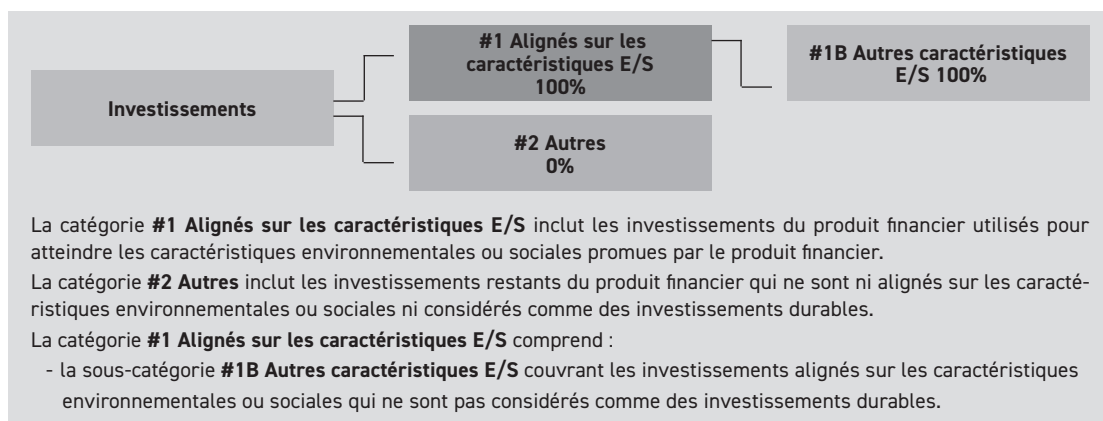 Investissements
#1 Alignés sur les
caractéristiques E/S
100%
#1B Autres caractéristiques
E/S 100%
#2 Autres
0%
La catégorie #1 Alignés sur les caractéristiques E/S inclut les investissements du produit financier utilisés pour
atteindre les caractéristiques environnementales ou sociales promues par le produit financier.
La catégorie #2 Autres inclut les investissements restants du produit financier qui ne sont ni alignés sur les caracté-
ristiques environnementales ou sociales ni considérés comme des investissements durables.
La catégorie #1 Alignés sur les caractéristiques E/S comprend :
- la sous-catégorie #1B Autres caractéristiques E/S couvrant les investissements alignés sur les caractéristiques
environnementales ou sociales qui ne sont pas considérés comme des investissements durables.